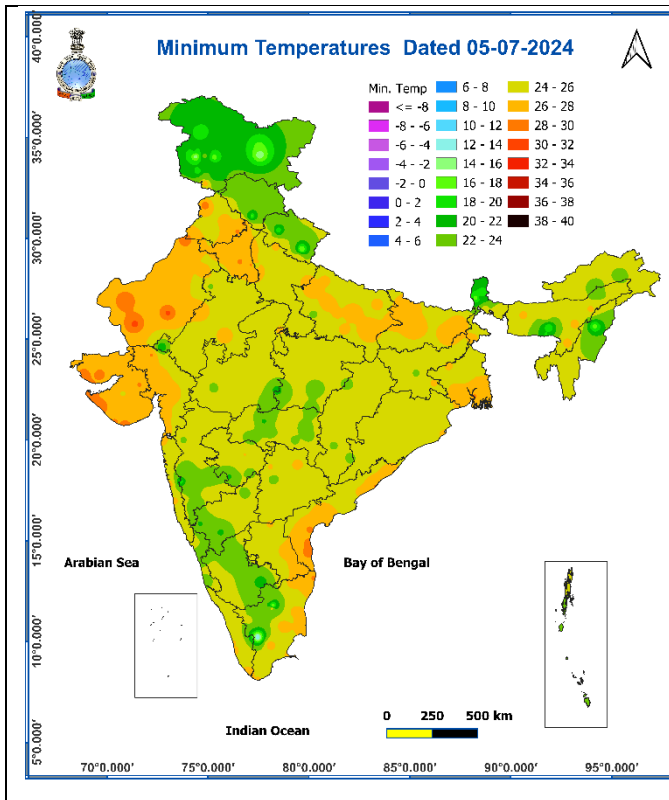 Minimum Temperatures Dated 05-07-2024
Min. Temp
<= -8
-8 - -6
-6 - -4
-4 - -2
-2 - 0
0 - 2
2 - 4
4 - 6
6 - 8
8 - 10
10 - 12
12 - 14
14 - 16
16 - 18
18 - 20
20 - 22
22 - 24
24 - 26
26 - 28
28 - 30
30 - 32
32 - 34
34 - 36
36 - 38
38 - 40
40°0.000'
35°0.000'
30°0.000'
25°0.000'
20°0.000'
15°0.000'
10°0.000'
5°0.000'
Arabian Sea
Bay of Bengal
Indian Ocean
0 250 500 km
70°0.000' 75°0.000' 80°0.000' 85°0.000' 90°0.000' 95°0.000'